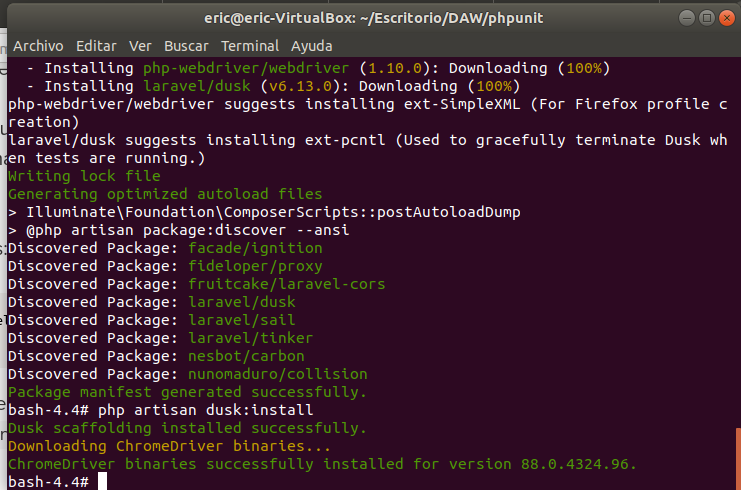 eric@eric-VirtualBox: ~/Escritorio/DAW/phpunit
Archivo Editar Ver Buscar Terminal Ayuda
  - Installing php-webdriver/webdriver (1.10.0): Downloading (100%)
  - Installing laravel/dusk (v6.13.0): Downloading (100%)
php-webdriver/webdriver suggests installing ext-SimpleXML (For Firefox profile c
reation)
laravel/dusk suggests installing ext-pcntl (Used to gracefully terminate Dusk wh
en tests are running.)
Writing lock file
Generating optimized autoload files
> Illuminate\Foundation\ComposerScripts::postAutoloadDump
> @php artisan package:discover --ansi
Discovered Package: facade/ignition
Discovered Package: fideloper/proxy
Discovered Package: fruitcake/laravel-cors
Discovered Package: laravel/dusk
Discovered Package: laravel/sail
Discovered Package: laravel/tinker
Discovered Package: nesbot/carbon
Discovered Package: nunomaduro/collision
Package manifest generated successfully.
bash-4.4# php artisan dusk:install
Dusk scaffolding installed successfully.
Downloading ChromeDriver binaries...
ChromeDriver binaries successfully installed for version 88.0.4324.96.
bash-4.4#